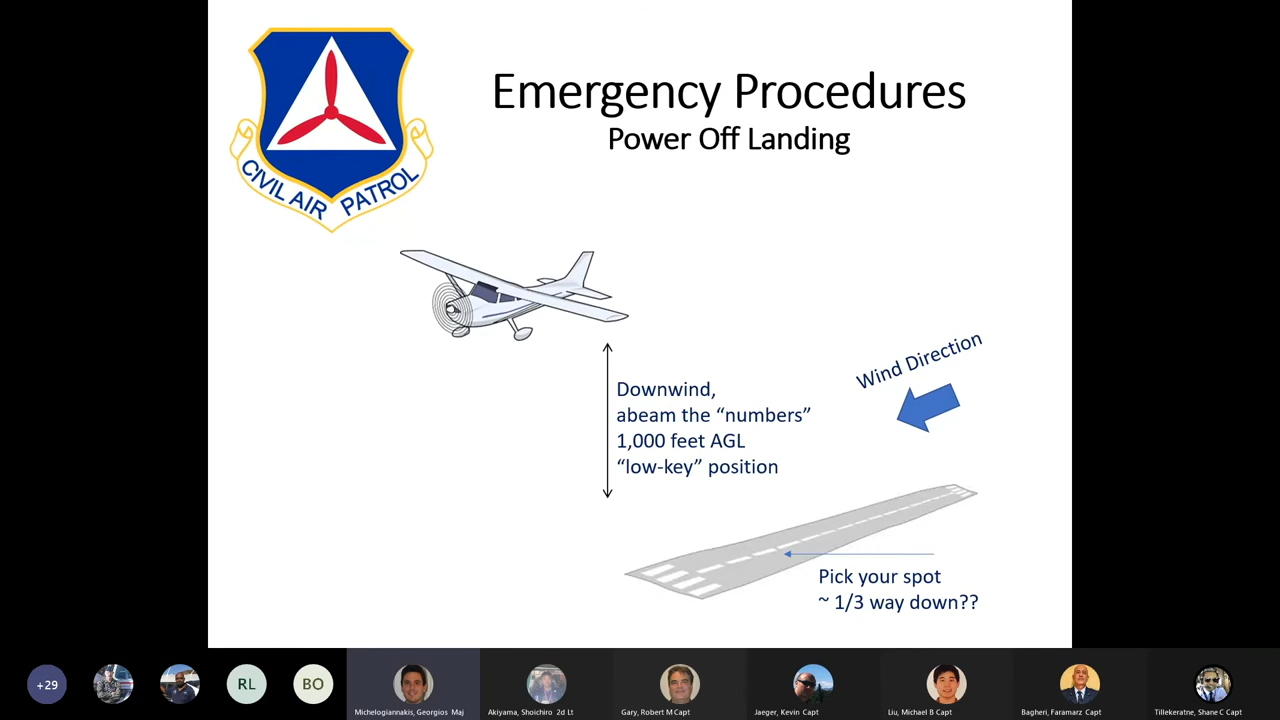 CIVIL AIR PATROL
Emergency Procedures
Power Off Landing
Wind Direction
Downwind,
abeam the “numbers”
1,000 feet AGL
“low-key” position
Pick your spot
~ 1/3 way down??
+29
RL
BO
Michelogiannakis, Georgios Maj
Akiyama, Shoichiro 2d Lt
Gary, Robert M Capt
Jaeger, Kevin Capt
Liu, Michael B Capt
Bagheri, Faramarz Capt
Tillekeratne, Shane C Capt